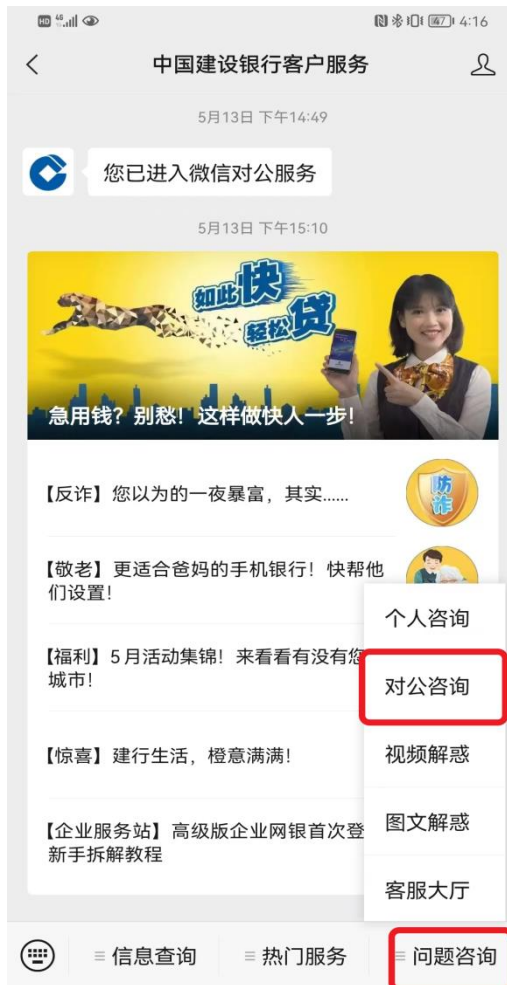 HD 46 47 4:16
中国建设银行客户服务
5月13日 下午14:49
您已进入微信对公服务
5月13日 下午15:10
如此快
轻松贷
急用钱？别愁！这样做快人一步！
【反诈】您以为的一夜暴富，其实......
防诈
【敬老】更适合爸妈的手机银行！快帮他
们设置！
【福利】5月活动集锦！来看看有没有您
城市！
【惊喜】建行生活，橙意满满！
【企业服务站】高级版企业网银首次登
新手拆解教程
个人咨询
对公咨询
视频解惑
图文解惑
客服大厅
信息查询
热门服务
问题咨询